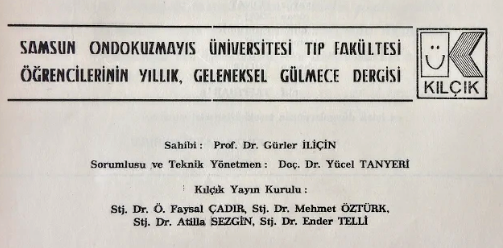 SAMSUN ONDOKUZMAYIS ÜNİVERSİTESİ TIP FAKÜLTESİ
ÖĞRENCİLERİNİN YILLIK, GELENEKSEL GÜLMECE DERGİSİ
KILÇIK
Sahibi : Prof. Dr. Gürler İLİÇİN
Sorumlusu ve Teknik Yönetmen : Doç. Dr. Yücel TANYERİ
Kılçık Yayın Kurulu :
Stj. Dr. Ö. Faysal ÇADIR, Stj. Dr. Mehmet ÖZTÜRK,
Stj. Dr. Atilla SEZGİN, Stj. Dr. Ender TELLİ